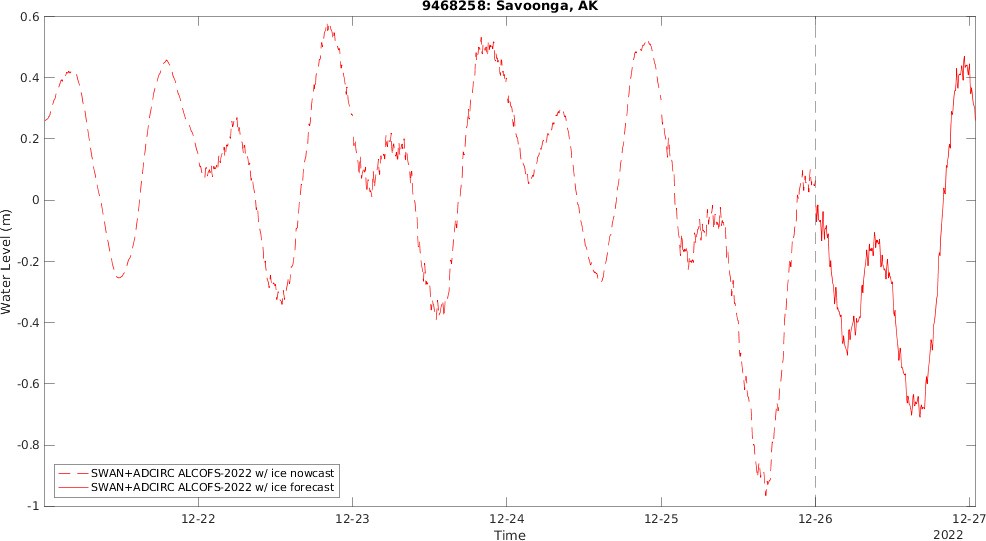 9468258: Savoonga, AK
0.6
0.4
0.2
0
-0.2
-0.4
-0.6
-0.8
-1
Water Level (m)
SWAN+ADCIRC ALCOFS-2022 w/ ice nowcast
SWAN+ADCIRC ALCOFS-2022 w/ ice forecast
12-22 12-23 12-24 12-25 12-26 12-27
Time
2022